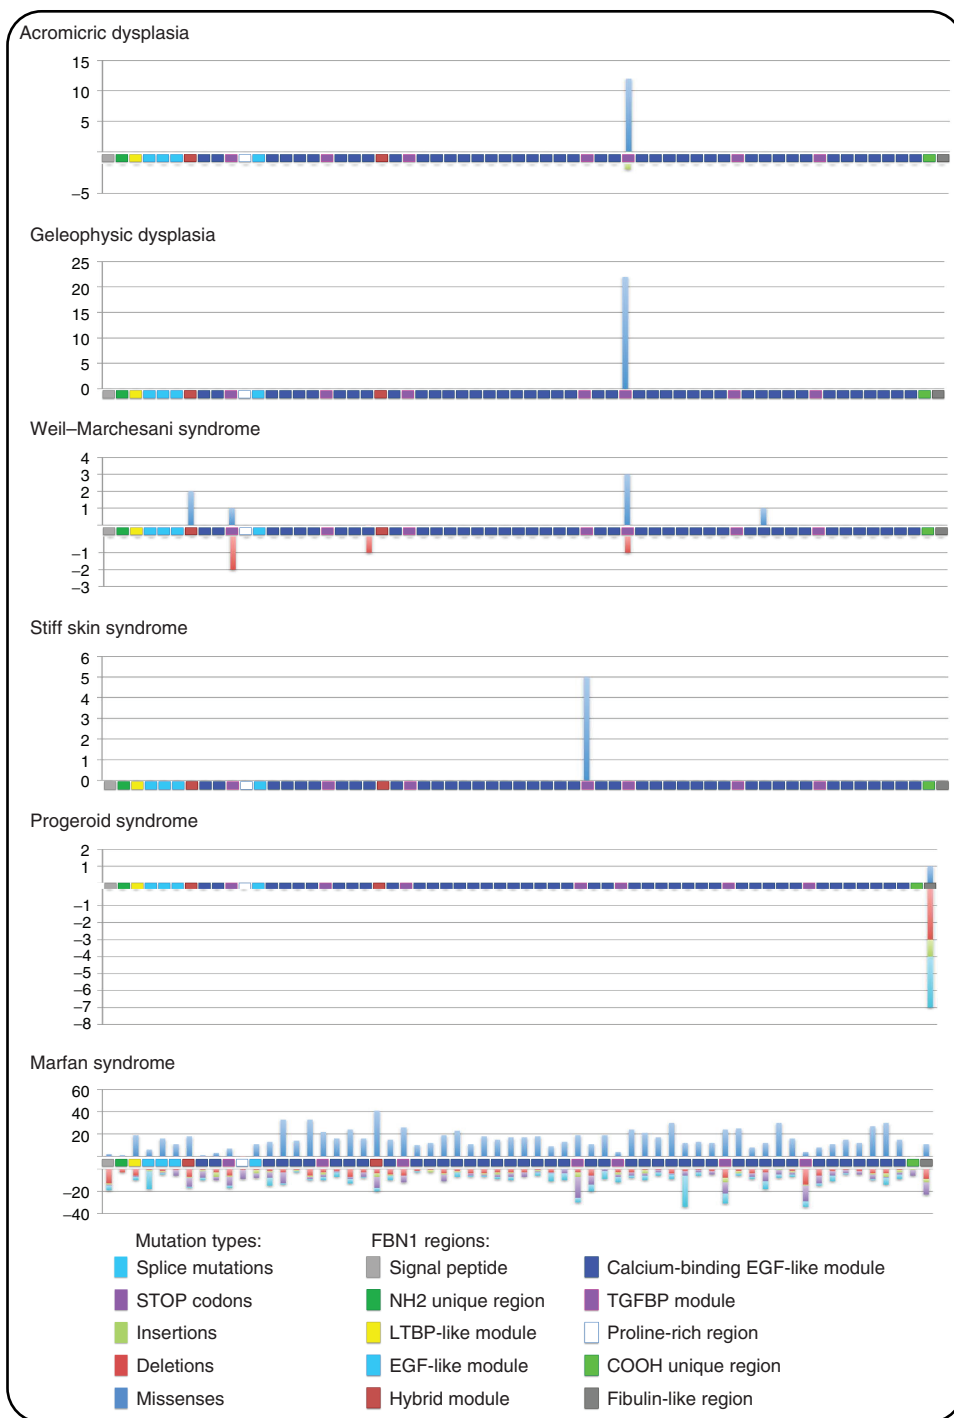 Acromicric dysplasia
15
10
5
−5
Geleophysic dysplasia
25
20
15
10
5
0
Weil–Marchesani syndrome
4
3
2
1
−1
−2
−3
Stiff skin syndrome
6
5
4
3
2
1
0
Progeroid syndrome
2
1
−1
−2
−3
−4
−5
−6
−7
−8
Marfan syndrome
60
40
20
−20
−40
Mutation types:
Splice mutations
STOP codons
Insertions
Deletions
Missenses
FBN1 regions:
Signal peptide
NH2 unique region
LTBP-like module
EGF-like module
Hybrid module
Calcium-binding EGF-like module
TGFBP module
Proline-rich region
COOH unique region
Fibulin-like region